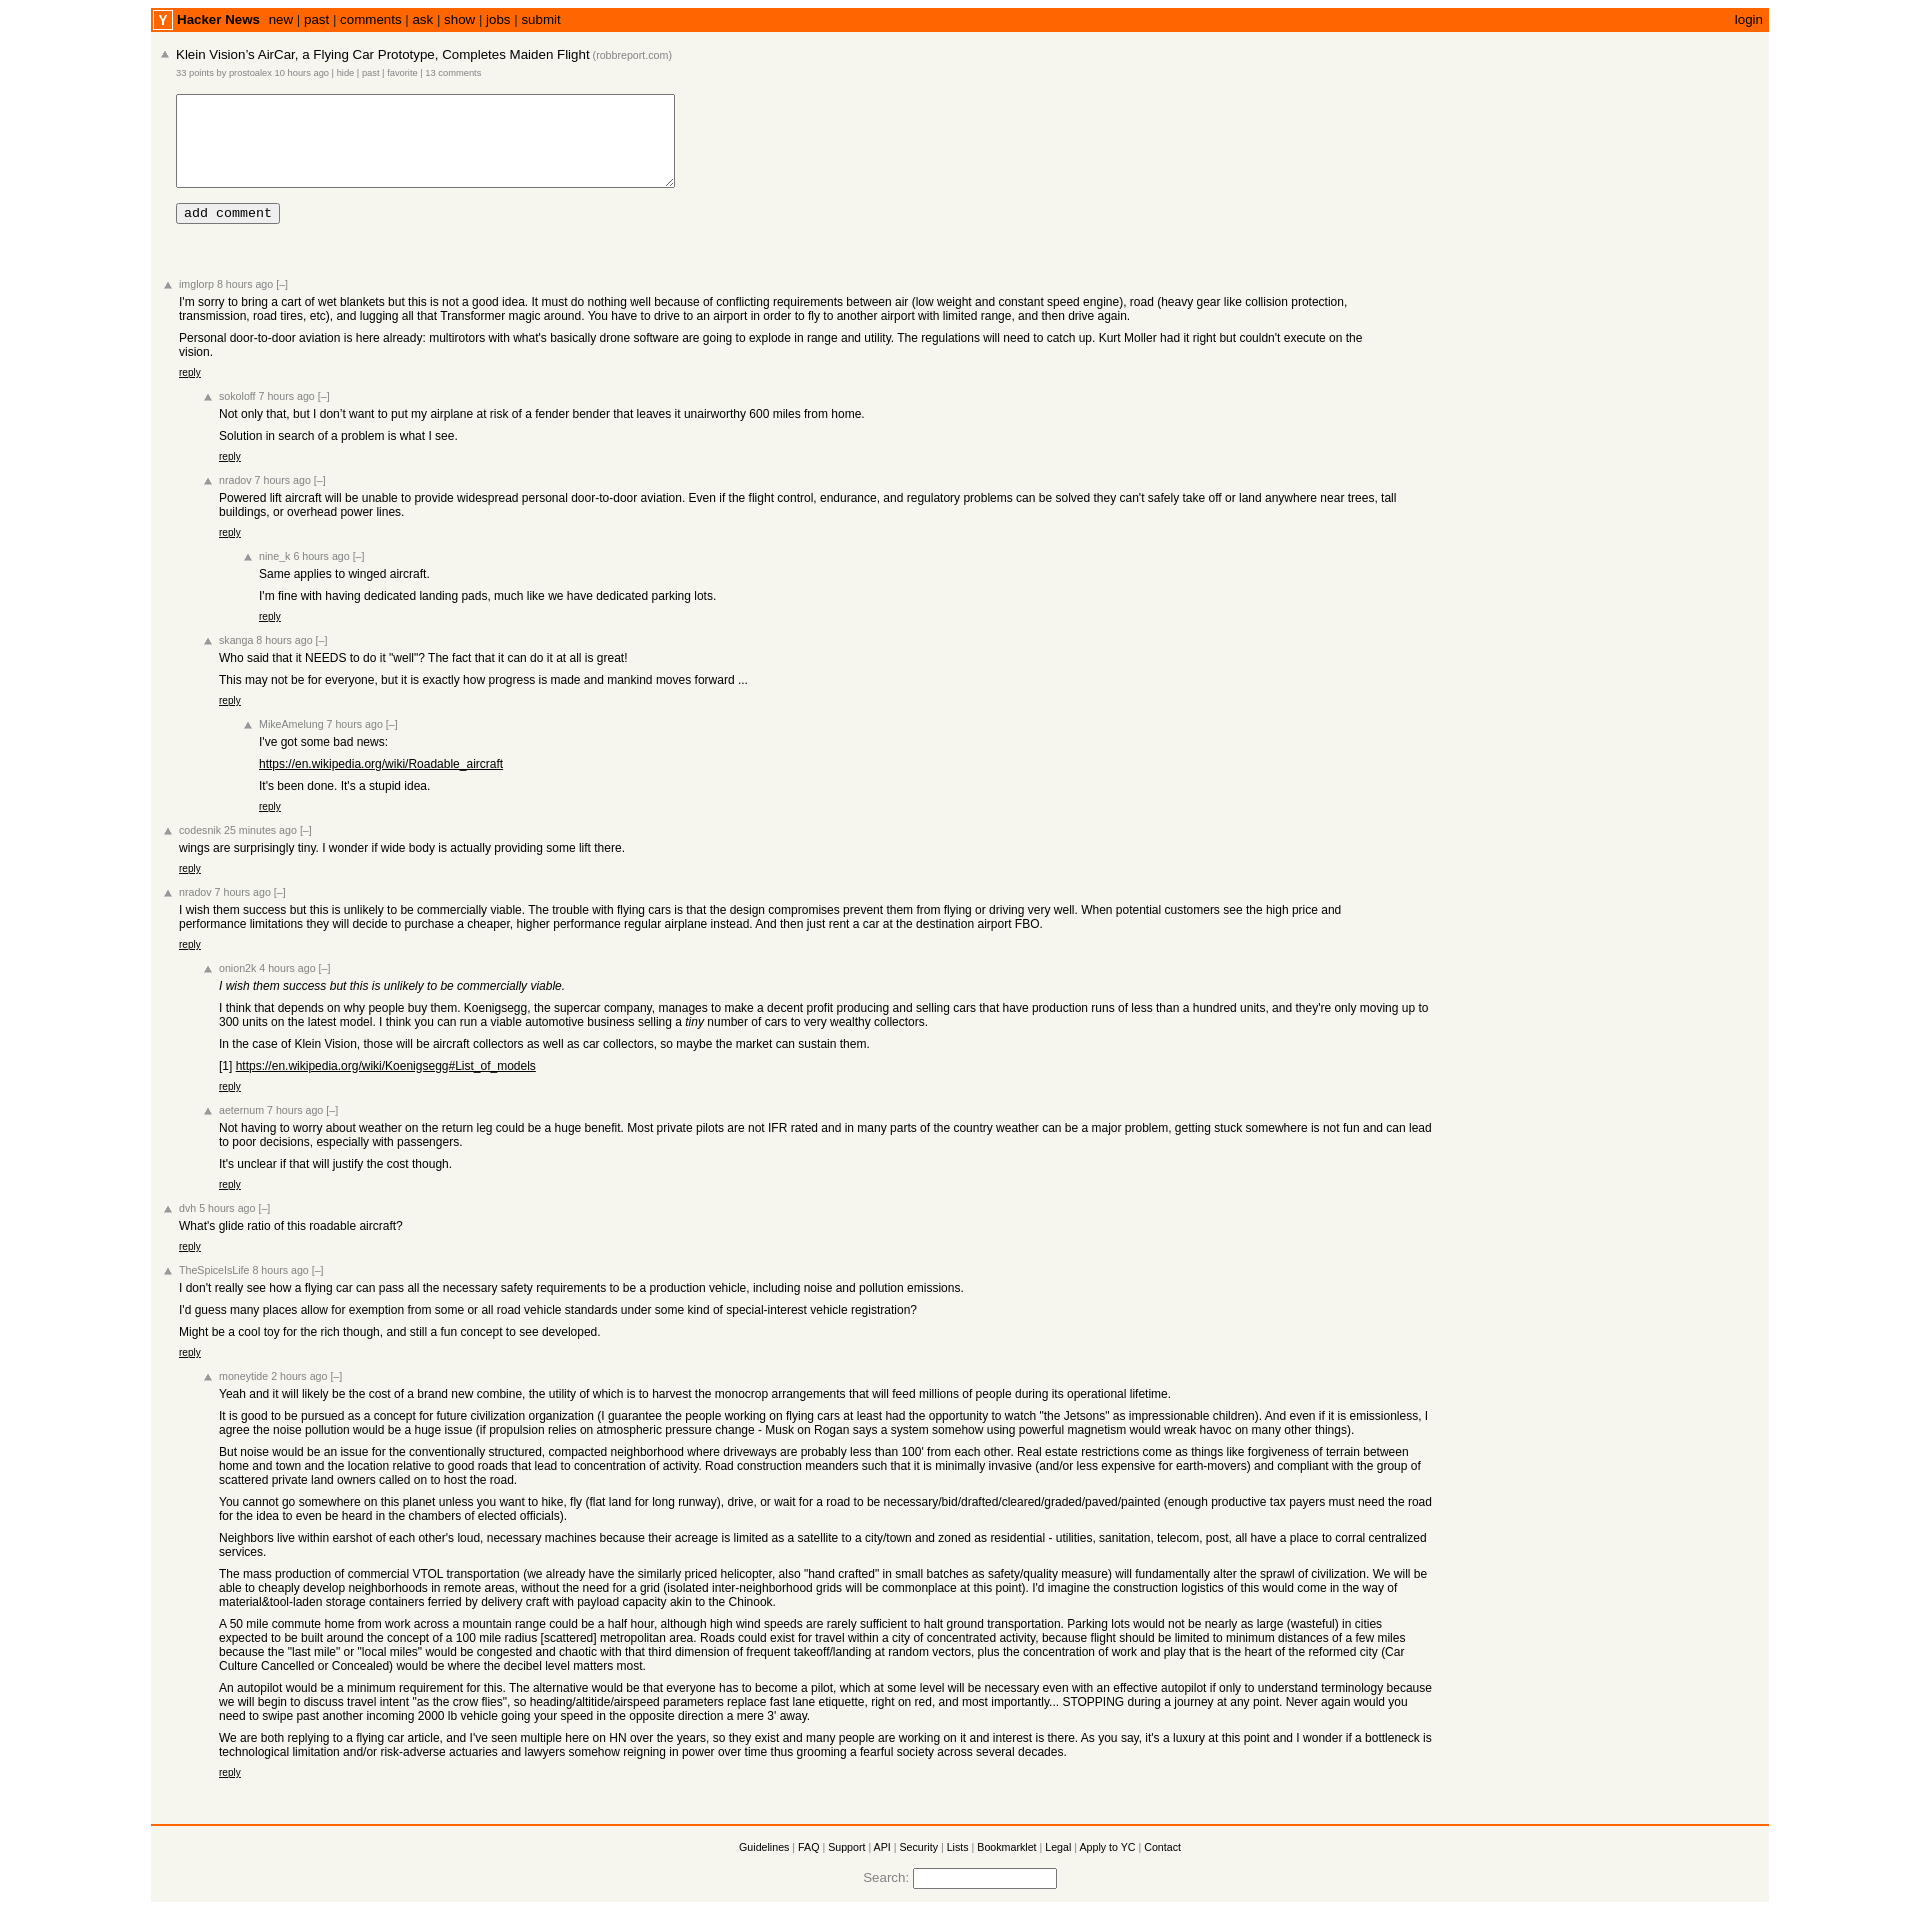 Y Hacker News new | past | comments | ask | show | jobs | submit login
Klein Vision's AirCar, a Flying Car Prototype, Completes Maiden Flight (robbreport.com)
33 points by prostoalex 10 hours ago | hide | past | favorite | 13 comments
add comment
imglorp 8 hours ago [–]
I'm sorry to bring a cart of wet blankets but this is not a good idea. It must do nothing well because of conflicting requirements between air (low weight and constant speed engine), road (heavy gear like collision protection,
transmission, road tires, etc), and lugging all that Transformer magic around. You have to drive to an airport in order to fly to another airport with limited range, and then drive again.
Personal door-to-door aviation is here already: multirotors with what's basically drone software are going to explode in range and utility. The regulations will need to catch up. Kurt Moller had it right but couldn't execute on the
vision.
reply
sokoloff 7 hours ago [–]
Not only that, but I don’t want to put my airplane at risk of a fender bender that leaves it unairworthy 600 miles from home.
Solution in search of a problem is what I see.
reply
nradov 7 hours ago [–]
Powered lift aircraft will be unable to provide widespread personal door-to-door aviation. Even if the flight control, endurance, and regulatory problems can be solved they can't safely take off or land anywhere near trees, tall
buildings, or overhead power lines.
reply
nine_k 6 hours ago [–]
Same applies to winged aircraft.
I'm fine with having dedicated landing pads, much like we have dedicated parking lots.
reply
skanga 8 hours ago [–]
Who said that it NEEDS to do it "well"? The fact that it can do it at all is great!
This may not be for everyone, but it is exactly how progress is made and mankind moves forward ...
reply
MikeAmelung 7 hours ago [–]
I've got some bad news:
https://en.wikipedia.org/wiki/Roadable_aircraft
It's been done. It's a stupid idea.
reply
codesnik 25 minutes ago [–]
wings are surprisingly tiny. I wonder if wide body is actually providing some lift there.
reply
nradov 7 hours ago [–]
I wish them success but this is unlikely to be commercially viable. The trouble with flying cars is that the design compromises prevent them from flying or driving very well. When potential customers see the high price and
performance limitations they will decide to purchase a cheaper, higher performance regular airplane instead. And then just rent a car at the destination airport FBO.
reply
onion2k 4 hours ago [–]
I wish them success but this is unlikely to be commercially viable.
I think that depends on why people buy them. Koenigsegg, the supercar company, manages to make a decent profit producing and selling cars that have production runs of less than a hundred units, and they're only moving up to
300 units on the latest model. I think you can run a viable automotive business selling a tiny number of cars to very wealthy collectors.
In the case of Klein Vision, those will be aircraft collectors as well as car collectors, so maybe the market can sustain them.
[1] https://en.wikipedia.org/wiki/Koenigsegg#List_of_models
reply
aeternum 7 hours ago [–]
Not having to worry about weather on the return leg could be a huge benefit. Most private pilots are not IFR rated and in many parts of the country weather can be a major problem, getting stuck somewhere is not fun and can lead
to poor decisions, especially with passengers.
It's unclear if that will justify the cost though.
reply
dvh 5 hours ago [–]
What's glide ratio of this roadable aircraft?
reply
TheSpiceIsLife 8 hours ago [–]
I don't really see how a flying car can pass all the necessary safety requirements to be a production vehicle, including noise and pollution emissions.
I'd guess many places allow for exemption from some or all road vehicle standards under some kind of special-interest vehicle registration?
Might be a cool toy for the rich though, and still a fun concept to see developed.
reply
moneytide 2 hours ago [–]
Yeah and it will likely be the cost of a brand new combine, the utility of which is to harvest the monocrop arrangements that will feed millions of people during its operational lifetime.
It is good to be pursued as a concept for future civilization organization (I guarantee the people working on flying cars at least had the opportunity to watch "the Jetsons" as impressionable children). And even if it is emissionless, I
agree the noise pollution would be a huge issue (if propulsion relies on atmospheric pressure change - Musk on Rogan says a system somehow using powerful magnetism would wreak havoc on many other things).
But noise would be an issue for the conventionally structured, compacted neighborhood where driveways are probably less than 100' from each other. Real estate restrictions come as things like forgiveness of terrain between
home and town and the location relative to good roads that lead to concentration of activity. Road construction meanders such that it is minimally invasive (and/or less expensive for earth-movers) and compliant with the group of
scattered private land owners called on to host the road.
You cannot go somewhere on this planet unless you want to hike, fly (flat land for long runway), drive, or wait for a road to be necessary/bid/drafted/cleared/graded/paved/painted (enough productive tax payers must need the road
for the idea to even be heard in the chambers of elected officials).
Neighbors live within earshot of each other's loud, necessary machines because their acreage is limited as a satellite to a city/town and zoned as residential - utilities, sanitation, telecom, post, all have a place to corral centralized
services.
The mass production of commercial VTOL transportation (we already have the similarly priced helicopter, also "hand crafted" in small batches as safety/quality measure) will fundamentally alter the sprawl of civilization. We will be
able to cheaply develop neighborhoods in remote areas, without the need for a grid (isolated inter-neighborhood grids will be commonplace at this point). I'd imagine the construction logistics of this would come in the way of
material&tool-laden storage containers ferried by delivery craft with payload capacity akin to the Chinook.
A 50 mile commute home from work across a mountain range could be a half hour, although high wind speeds are rarely sufficient to halt ground transportation. Parking lots would not be nearly as large (wasteful) in cities
expected to be built around the concept of a 100 mile radius [scattered] metropolitan area. Roads could exist for travel within a city of concentrated activity, because flight should be limited to minimum distances of a few miles
because the "last mile" or "local miles" would be congested and chaotic with that third dimension of frequent takeoff/landing at random vectors, plus the concentration of work and play that is the heart of the reformed city (Car
Culture Cancelled or Concealed) would be where the decibel level matters most.
An autopilot would be a minimum requirement for this. The alternative would be that everyone has to become a pilot, which at some level will be necessary even with an effective autopilot if only to understand terminology because
we will begin to discuss travel intent "as the crow flies", so heading/altitide/airspeed parameters replace fast lane etiquette, right on red, and most importantly... STOPPING during a journey at any point. Never again would you
need to swipe past another incoming 2000 lb vehicle going your speed in the opposite direction a mere 3' away.
We are both replying to a flying car article, and I've seen multiple here on HN over the years, so they exist and many people are working on it and interest is there. As you say, it's a luxury at this point and I wonder if a bottleneck is
technological limitation and/or risk-adverse actuaries and lawyers somehow reigning in power over time thus grooming a fearful society across several decades.
reply
Guidelines | FAQ | Support | API | Security | Lists | Bookmarklet | Legal | Apply to YC | Contact
Search: